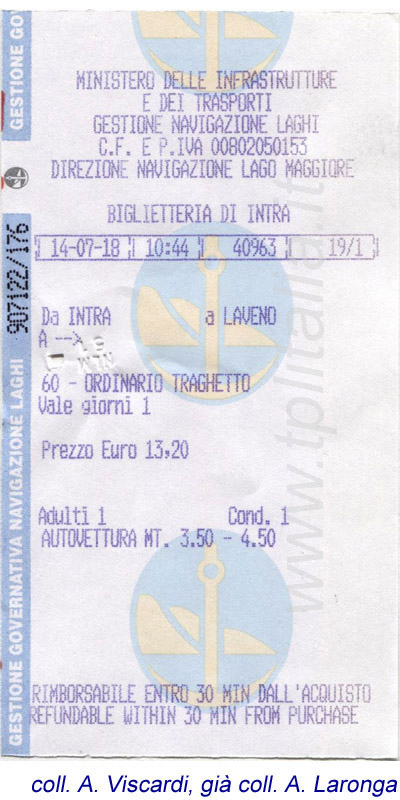 GESTIONE GOV
MINISTERO DELLE INFRASTRUTTURE
E DEI TRASPORTI
GESTIONE NAVIGAZIONE LAGHI
C.F. E P.IVA 00802050153
DIREZIONE NAVIGAZIONE LAGO MAGGIORE
BIGLIETTERIA DI INTRA
14-07-18 10:44 40963 19/1
907122/176
Da INTRA a LAVENO
A -->
60 - ORDINARIO TRAGHETTO
Vale giorni 1
Prezzo Euro 13,20
Adulti 1 Cond. 1
AUTOVETTURA MT. 3.50 - 4.50
GESTIONE GOVERNATIVA NAVIGAZIONE LAGHI
www.tplitalia.it
RIMBORSABILE ENTRO 30 MIN DALL'ACQUISTO
REFUNDABLE WITHIN 30 MIN FROM PURCHASE
coll. A. Viscardi, già coll. A. Laronga